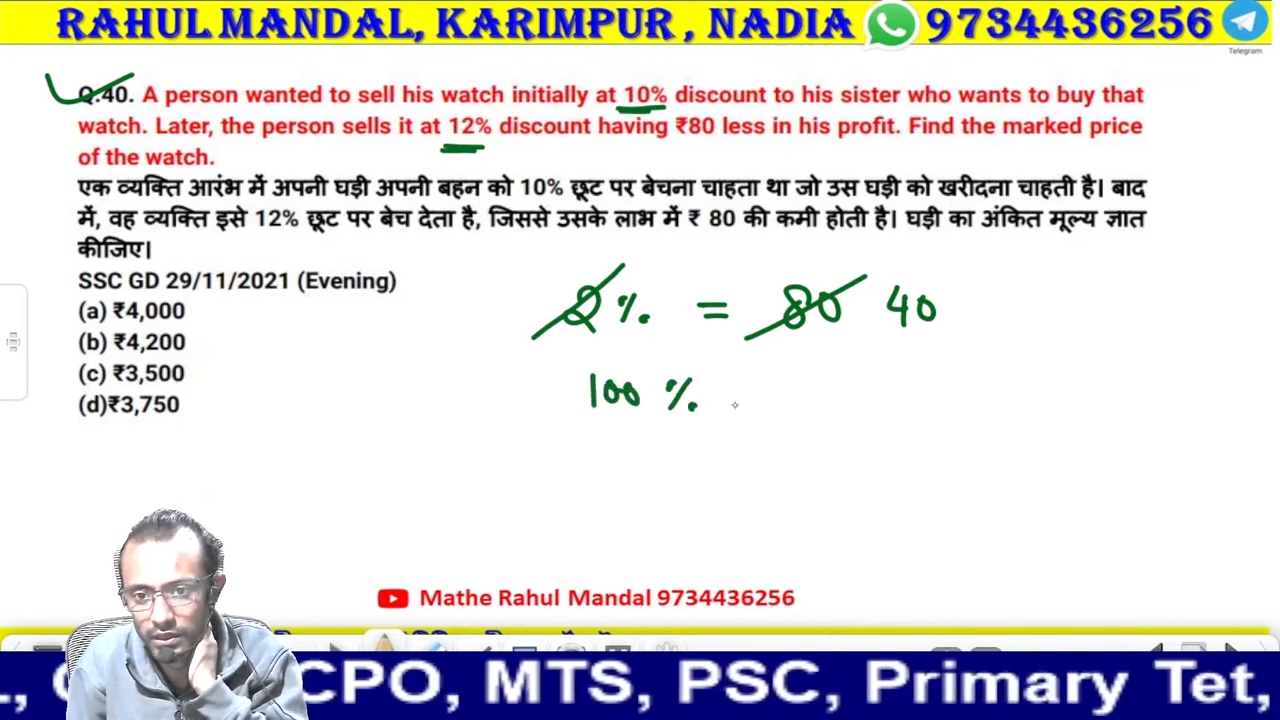 RAHUL MANDAL, KARIMPUR , NADIA 9734436256
Telegram
Q.40. A person wanted to sell his watch initially at 10% discount to his sister who wants to buy that
watch. Later, the person sells it at 12% discount having ₹80 less in his profit. Find the marked price
of the watch.
एक व्यक्ति आरंभ में अपनी घड़ी अपनी बहन को 10% छूट पर बेचना चाहता था जो उस घड़ी को खरीदना चाहती है। बाद
में, वह व्यक्ति इसे 12% छूट पर बेच देता है, जिससे उसके लाभ में ₹ 80 की कमी होती है। घड़ी का अंकित मूल्य ज्ञात
कीजिए।
SSC GD 29/11/2021 (Evening)
(a) ₹4,000
(b) ₹4,200
(c) ₹3,500
(d)₹3,750
2% = 80 40
100 %
Mathe Rahul Mandal 9734436256
CPO, MTS, PSC, Primary Tet,